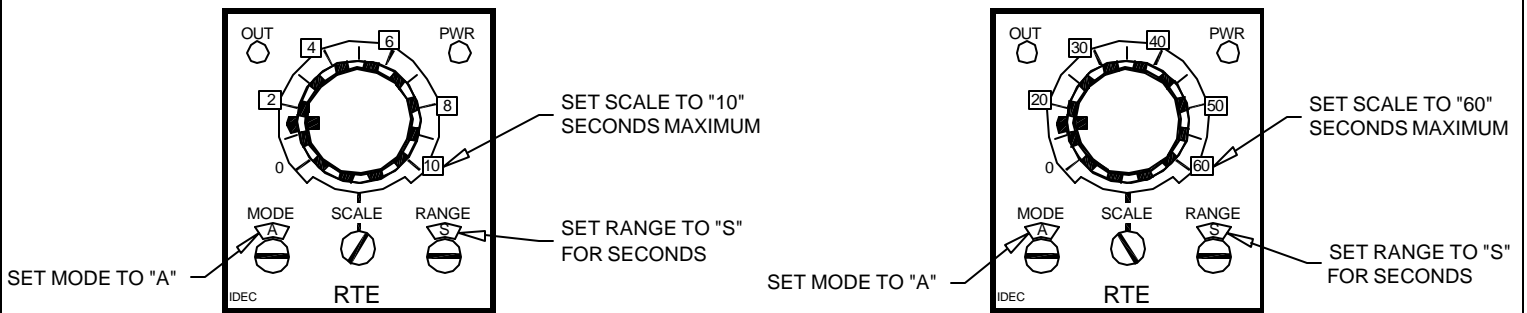 OUT
PWR
4
6
2
8
0
10
MODE
SCALE
RANGE
A
S
IDEC
RTE
SET SCALE TO "10"
SECONDS MAXIMUM
SET RANGE TO "S"
FOR SECONDS
SET MODE TO "A"
OUT
PWR
30
40
20
50
0
60
MODE
SCALE
RANGE
A
S
IDEC
RTE
SET SCALE TO "60"
SECONDS MAXIMUM
SET RANGE TO "S"
FOR SECONDS
SET MODE TO "A"